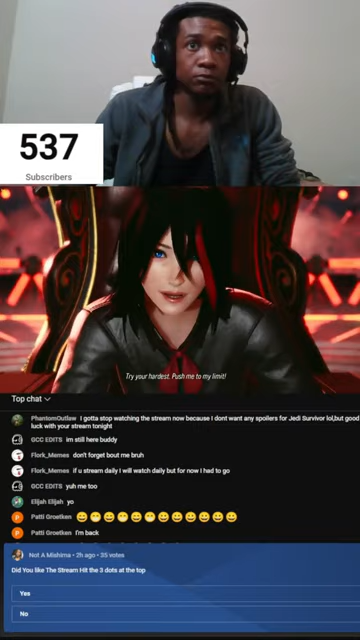 537
Subscribers
Try your hardest. Push me to my limit!
Top chat
PhantomOutlaw I gotta stop watching the stream now because I dont want any spoilers for Jedi Survivor lol,but good
luck with your stream tonight
GCC EDITS im still here buddy
Flork_Memes don't forget bout me bruh
Flork_Memes if u stream daily I will watch daily but for now I had to go
GCC EDITS yuh me too
Elijah Elijah yo
P Patti Groetken 😀😁😀😀😁😁😀😀😀😀😀😀
P Patti Groetken I'm back
Not A Mishima • 2h ago • 35 votes
Did You like The Stream Hit the 3 dots at the top
Yes
No